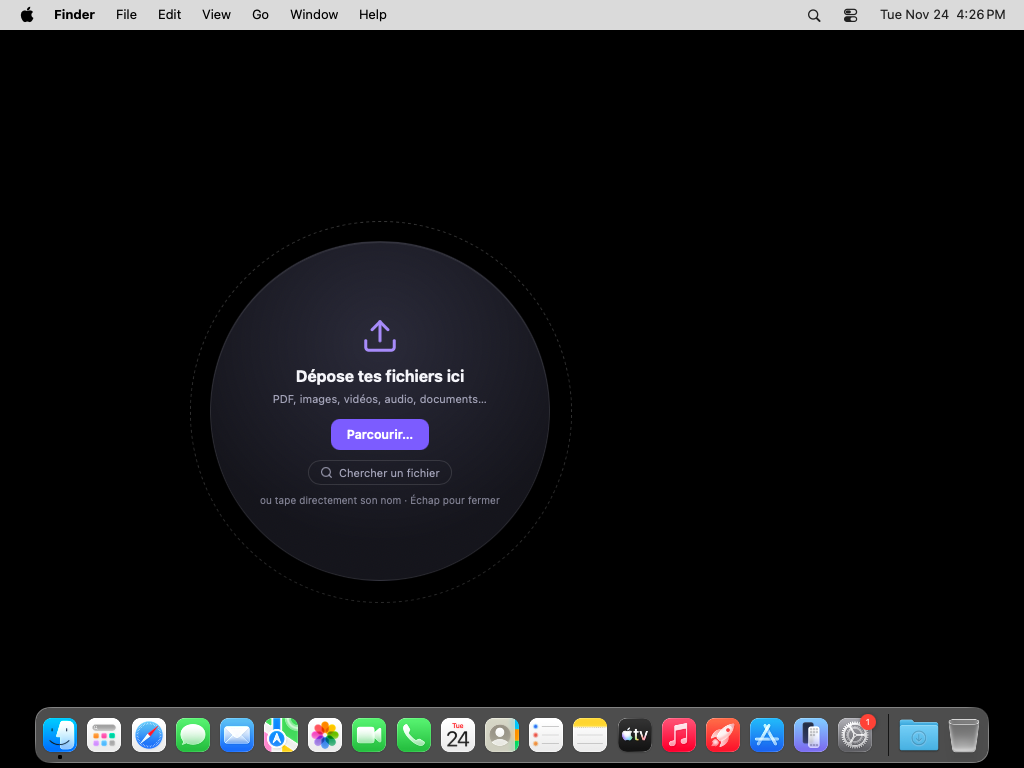 Finder File Edit View Go Window Help Tue Nov 24 4:26 PM
Dépose tes fichiers ici
PDF, images, vidéos, audio, documents...
Parcourir...
Chercher un fichier
ou tape directement son nom · Échap pour fermer
Tue
24
tv
1